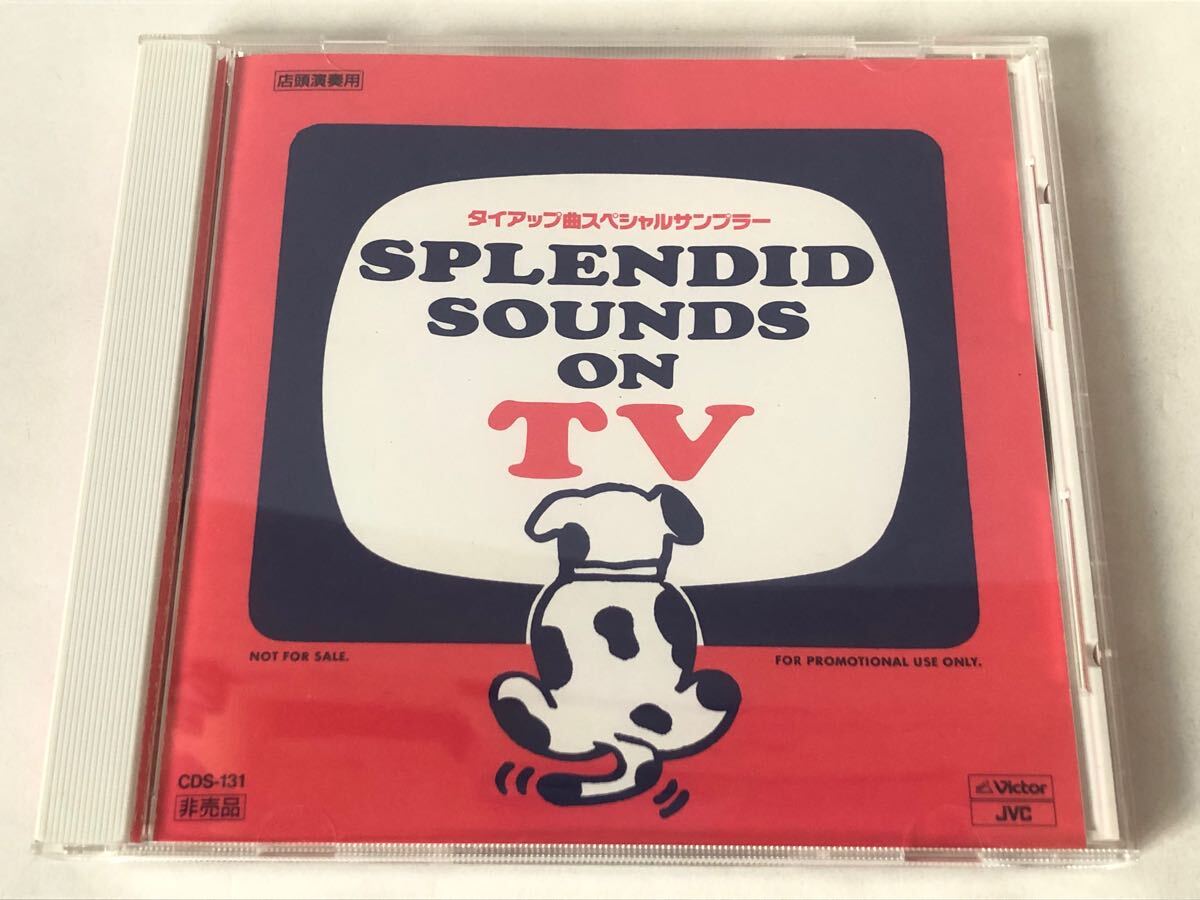 店頭演奏用
タイアップ曲スペシャルサンプラー
SPLENDID
SOUNDS
ON
TV
NOT FOR SALE.
FOR PROMOTIONAL USE ONLY.
CDS-131
非売品
Victor
JVC